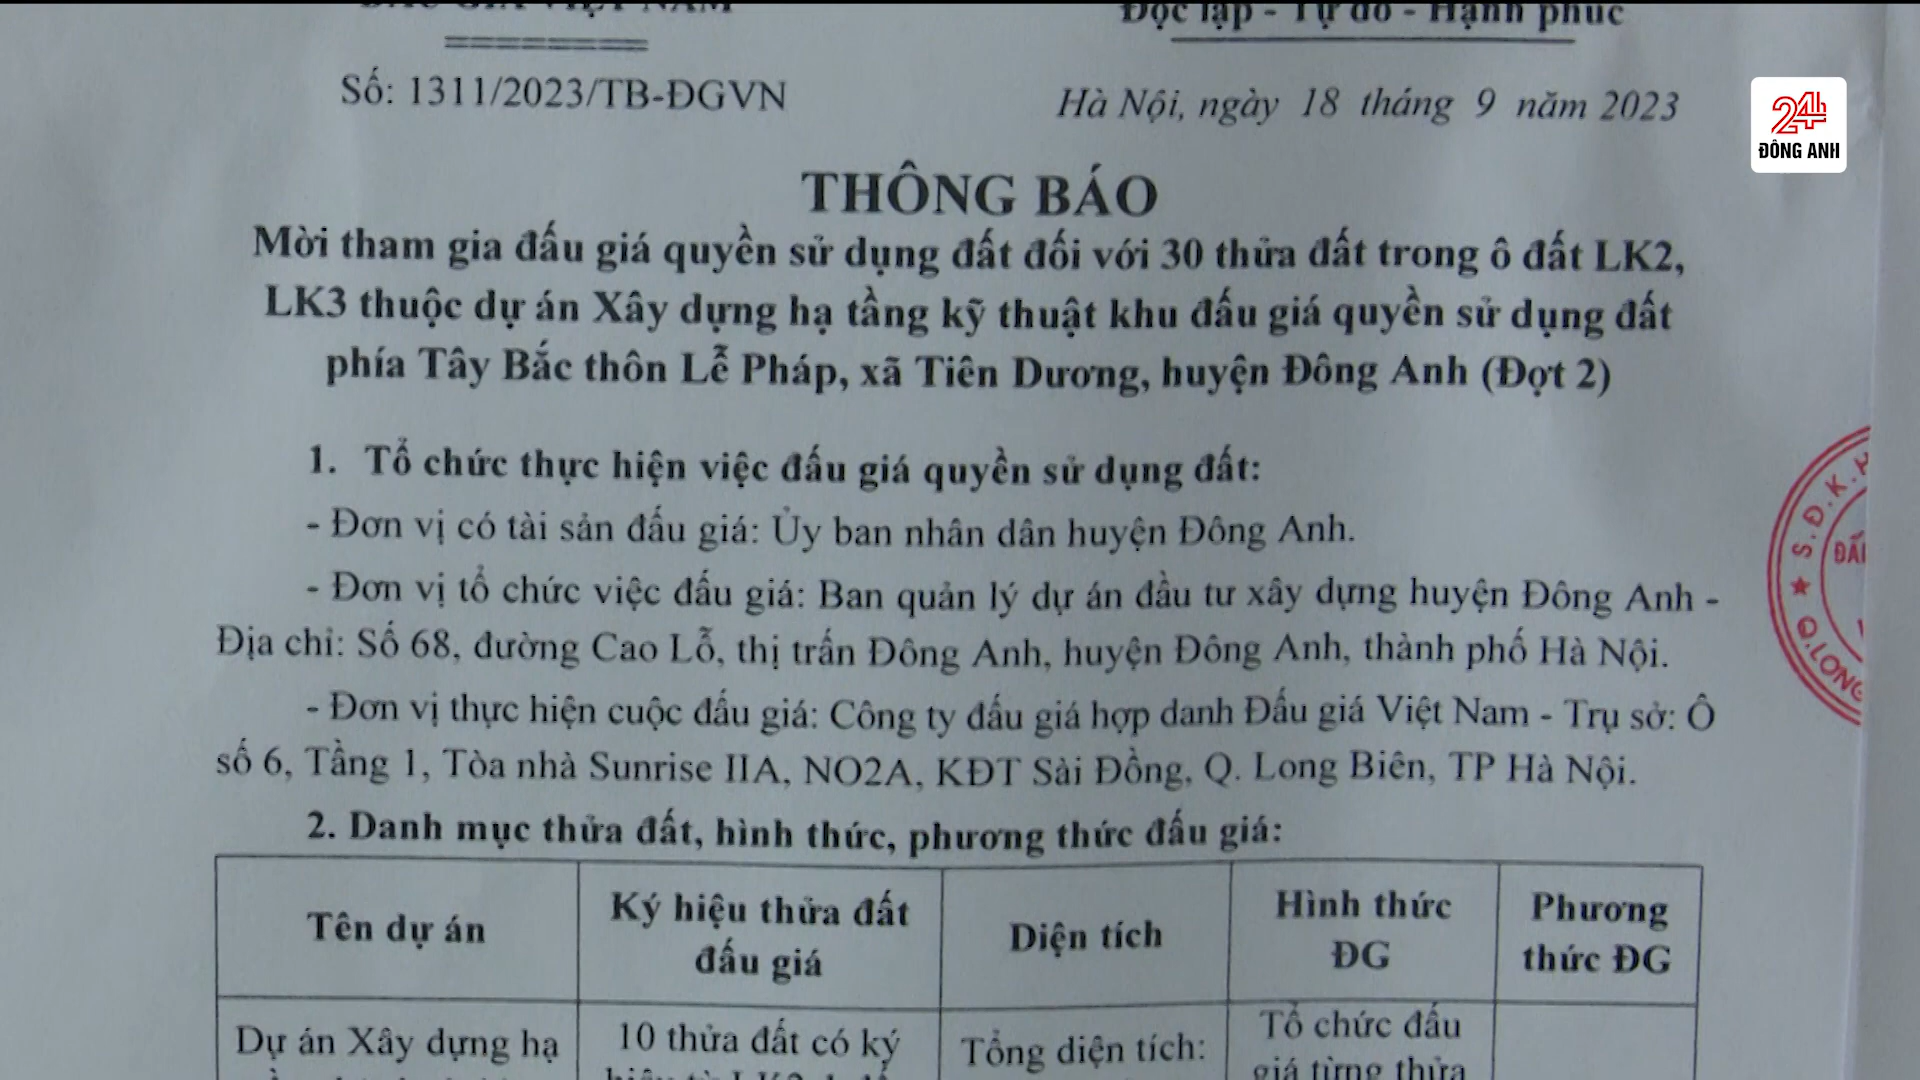 ĐẤU GIÁ VIỆT NAM
Độc lập - Tự do - Hạnh phúc
Số: 1311/2023/TB-ĐGVN
Hà Nội, ngày 18 tháng 9 năm 2023
24h
ĐÔNG ANH
THÔNG BÁO
Mời tham gia đấu giá quyền sử dụng đất đối với 30 thửa đất trong ô đất LK2,
LK3 thuộc dự án Xây dựng hạ tầng kỹ thuật khu đấu giá quyền sử dụng đất
phía Tây Bắc thôn Lễ Pháp, xã Tiên Dương, huyện Đông Anh (Đợt 2)
1. Tổ chức thực hiện việc đấu giá quyền sử dụng đất:
- Đơn vị có tài sản đấu giá: Ủy ban nhân dân huyện Đông Anh.
- Đơn vị tổ chức việc đấu giá: Ban quản lý dự án đầu tư xây dựng huyện Đông Anh -
Địa chỉ: Số 68, đường Cao Lỗ, thị trấn Đông Anh, huyện Đông Anh, thành phố Hà Nội.
- Đơn vị thực hiện cuộc đấu giá: Công ty đấu giá hợp danh Đấu giá Việt Nam - Trụ sở: Ô
số 6, Tầng 1, Tòa nhà Sunrise IIA, NO2A, KĐT Sài Đồng, Q. Long Biên, TP Hà Nội.
S.Đ.K.
ĐẤ
Q.LONG
2. Danh mục thửa đất, hình thức, phương thức đấu giá:
Tên dự án
Ký hiệu thửa đất
đấu giá
Diện tích
Hình thức
ĐG
Phương
thức ĐG
Dự án Xây dựng hạ
10 thửa đất có ký
Tổng diện tích:
Tổ chức đấu
giá từng thửa